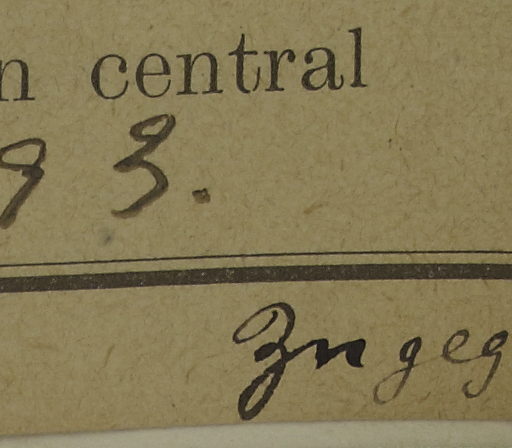 n central
93.
Zugeg